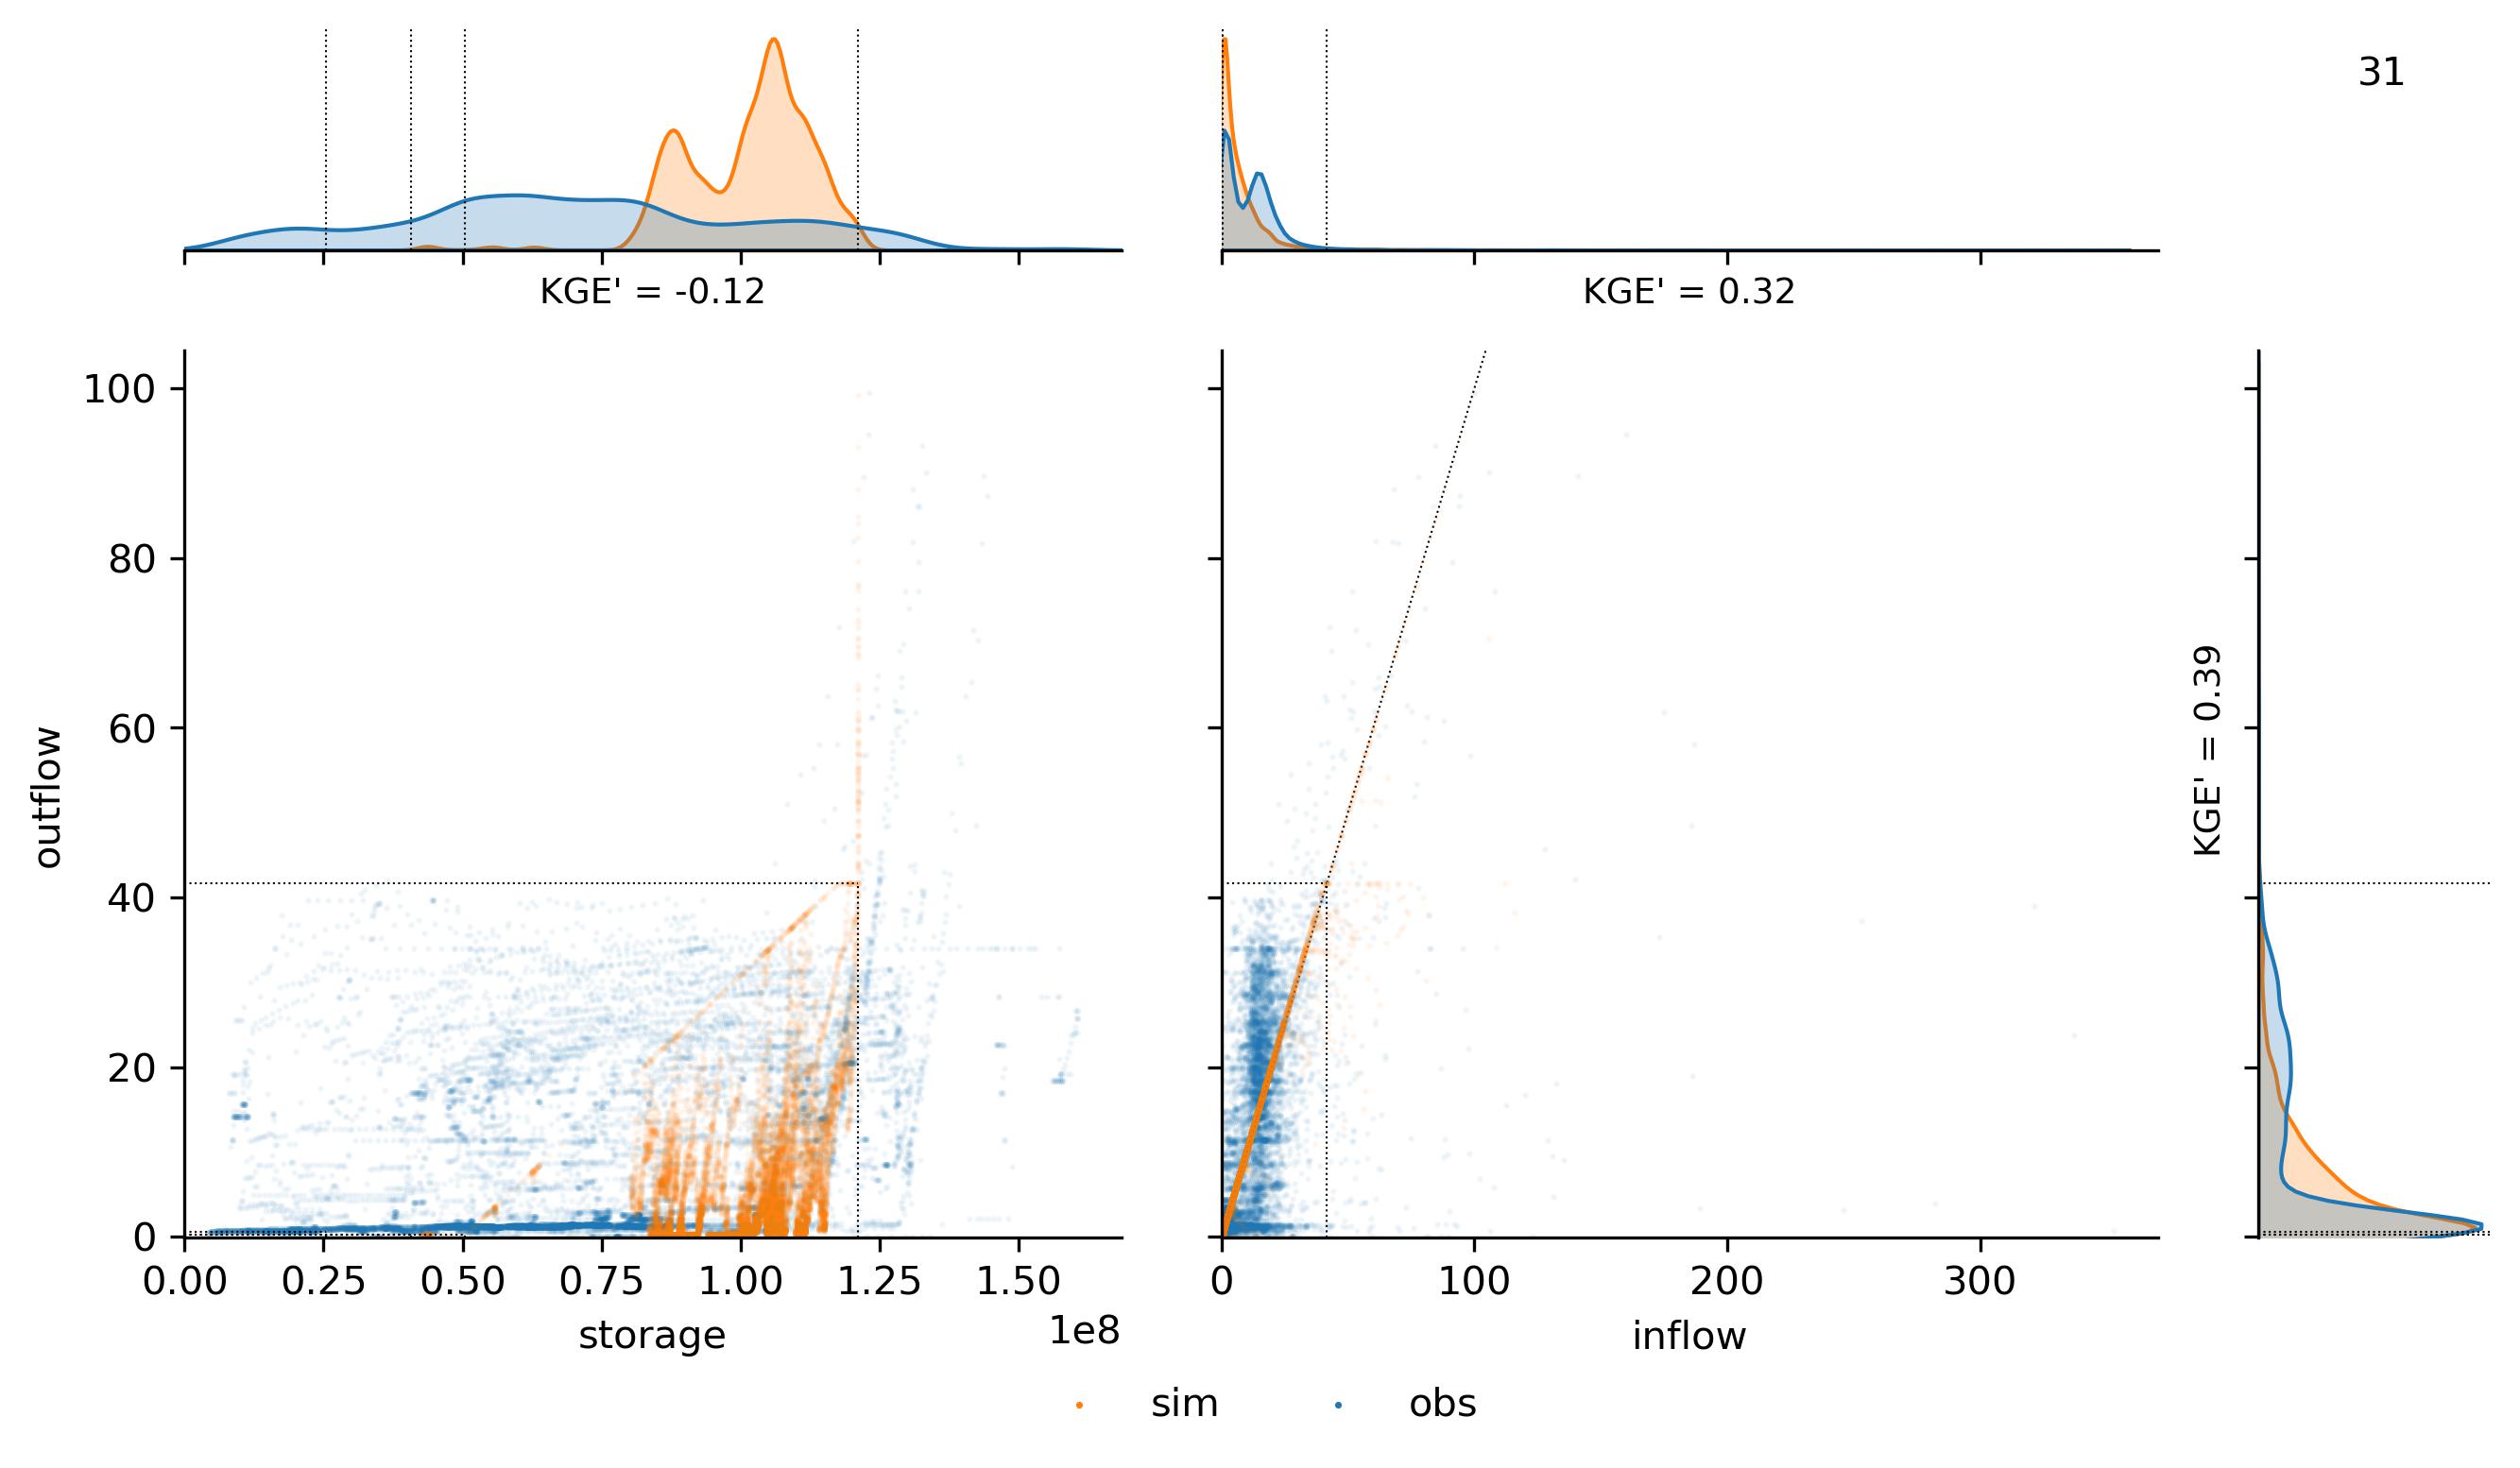 31
KGE' = -0.12
KGE' = 0.32
100
80
60
40
20
0
outflow
KGE' = 0.39
0.00 0.25 0.50 0.75 1.00 1.25 1.50
0 100 200 300
1e8
storage
inflow
sim obs